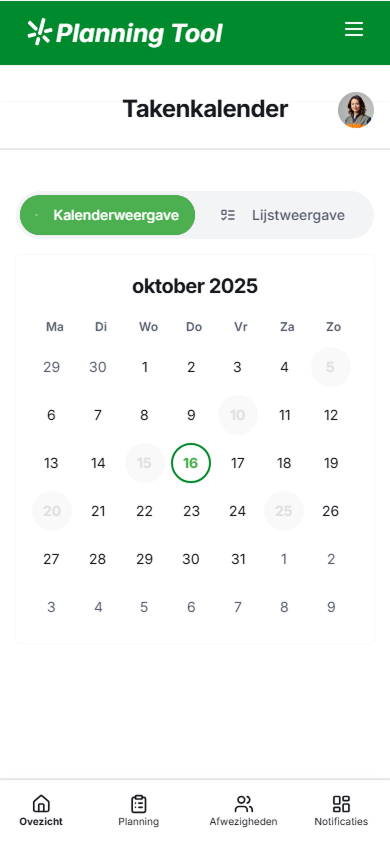 Planning Tool
Takenkalender
Kalenderweergave Lijstweergave
oktober 2025
Ma Di Wo Do Vr Za Zo
29 30 1 2 3 4 5
6 7 8 9 10 11 12
13 14 15 16 17 18 19
20 21 22 23 24 25 26
27 28 29 30 31 1 2
3 4 5 6 7 8 9
Ovezicht Planning Afwezigheden Notificaties